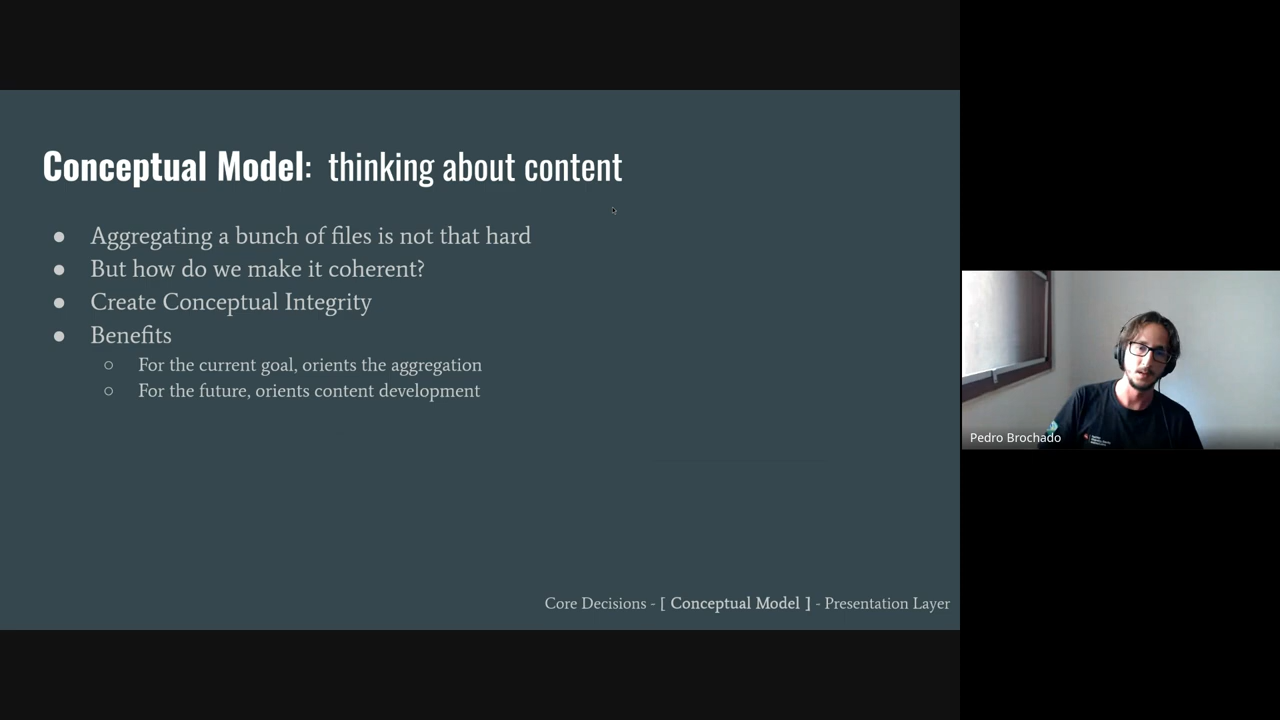 Conceptual Model: thinking about content
● Aggregating a bunch of files is not that hard
● But how do we make it coherent?
● Create Conceptual Integrity
● Benefits
○ For the current goal, orients the aggregation
○ For the future, orients content development
Core Decisions - [ Conceptual Model ] - Presentation Layer
Pedro Brochado